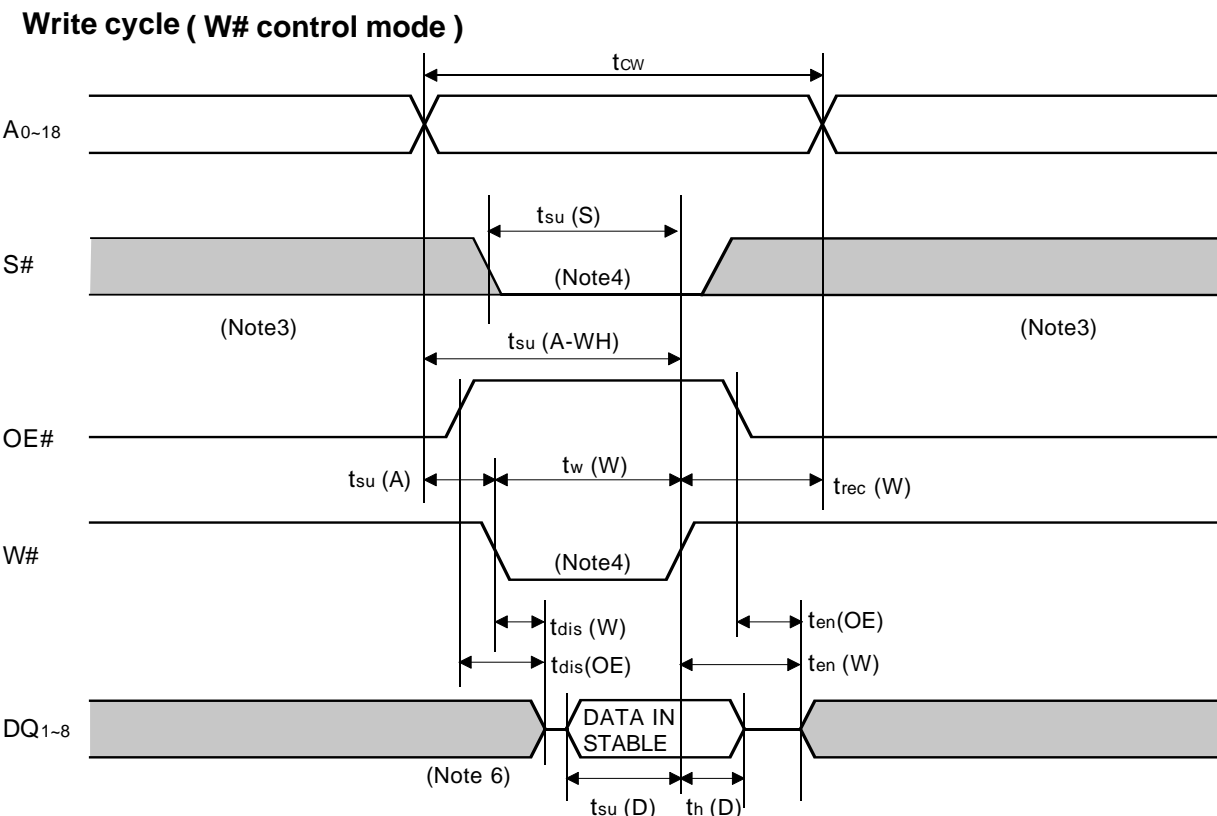 Write cycle ( W# control mode )
tCW
A0~18
tsu (S)
S#
(Note4)
(Note3)
(Note3)
tsu (A-WH)
OE#
tsu (A)
tw (W)
trec (W)
W#
(Note4)
tdis (W)
ten(OE)
tdis(OE)
ten (W)
DQ1~8
DATA IN
STABLE
(Note 6)
tsu (D)
th (D)